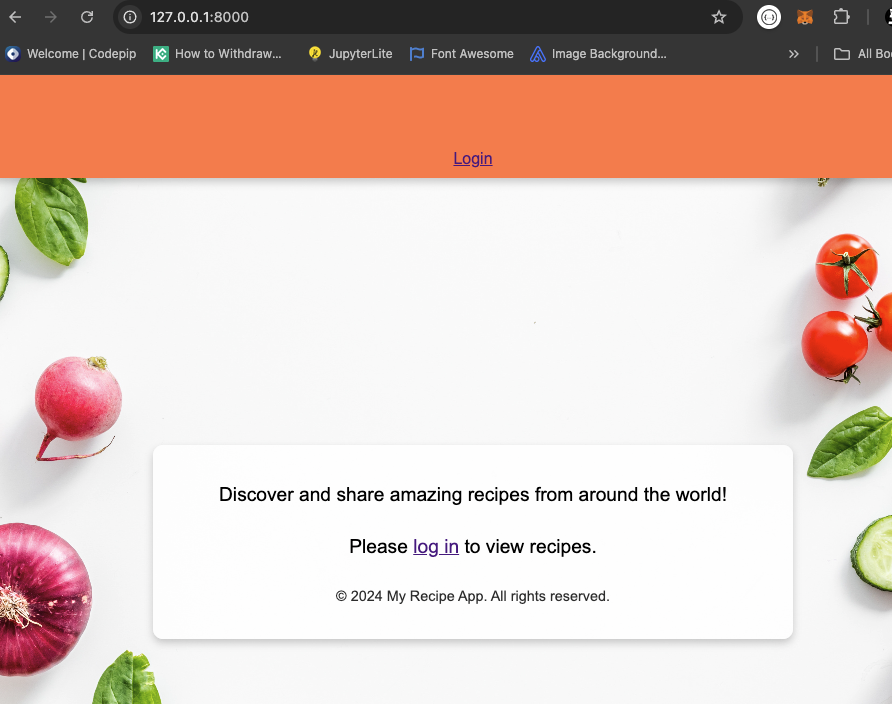 127.0.0.1:8000
Welcome | Codepip
How to Withdraw...
JupyterLite
Font Awesome
Image Background...
»
All Bo
Login
Discover and share amazing recipes from around the world!
Please log in to view recipes.
© 2024 My Recipe App. All rights reserved.